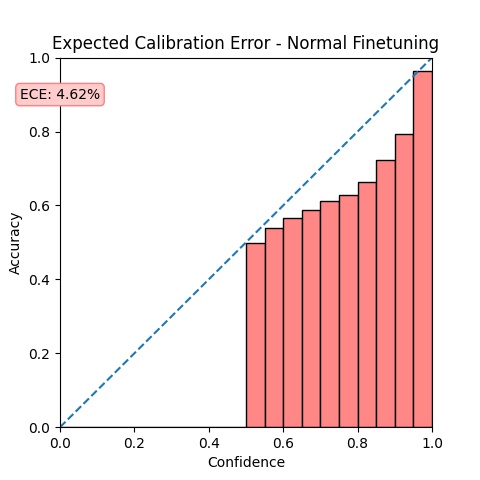 Expected Calibration Error - Normal Finetuning
ECE: 4.62%
Accuracy
1.0
0.8
0.6
0.4
0.2
0.0
0.0 0.2 0.4 0.6 0.8 1.0
Confidence